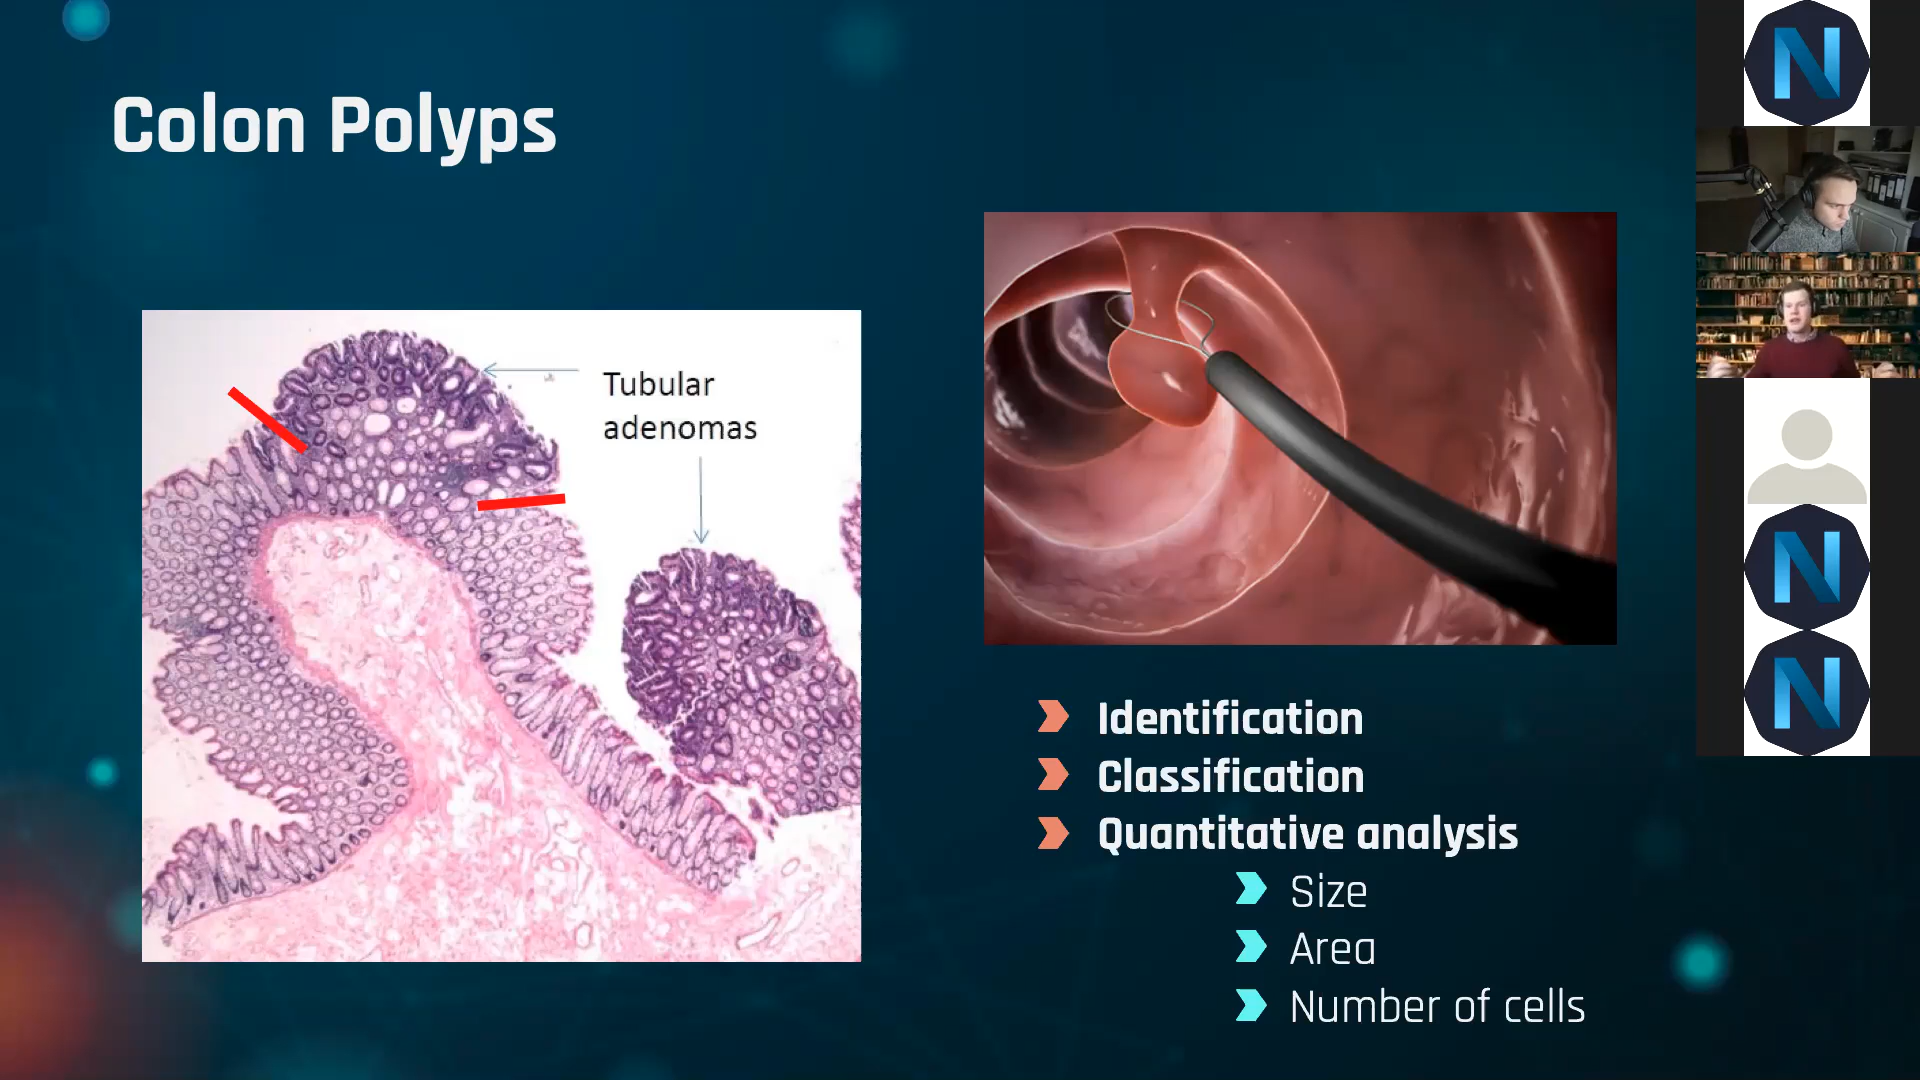 Colon Polyps
Tubular
adenomas
Identification
Classification
Quantitative analysis
Size
Area
Number of cells
N
N
N